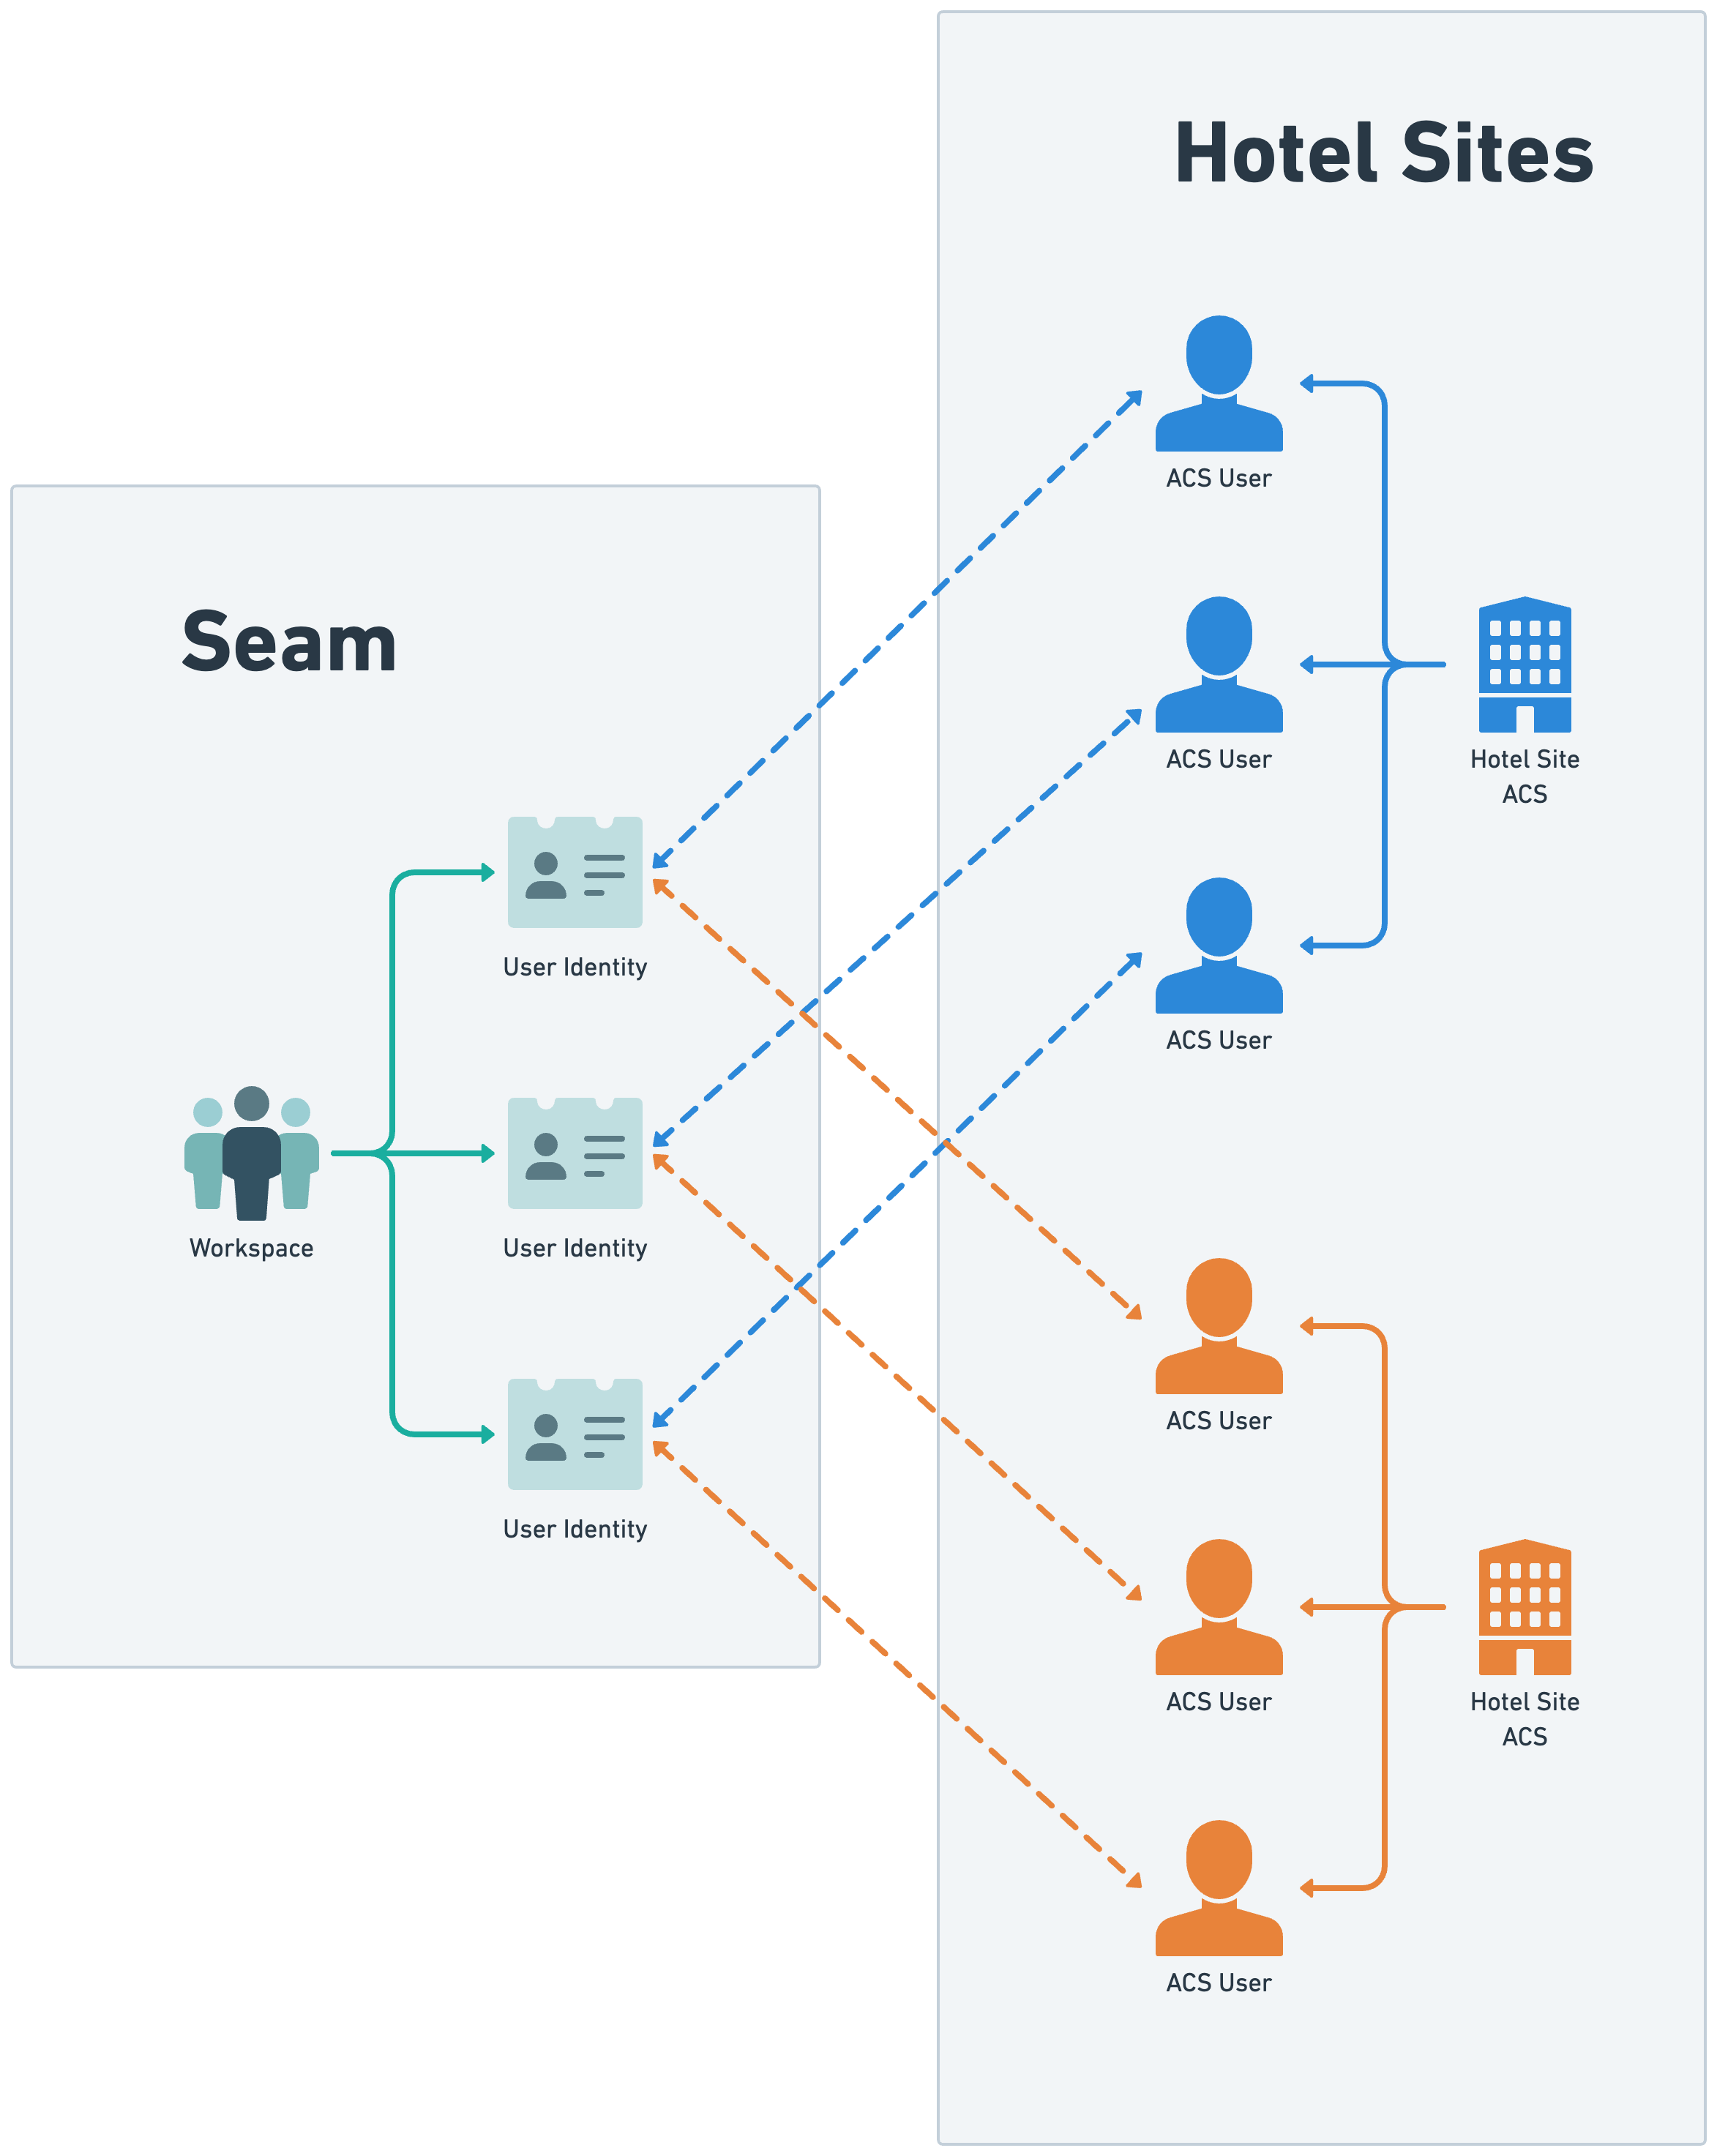 Hotel Sites
ACS User
ACS User
Hotel Site
ACS
ACS User
Seam
User Identity
User Identity
Workspace
User Identity
ACS User
ACS User
Hotel Site
ACS
ACS User